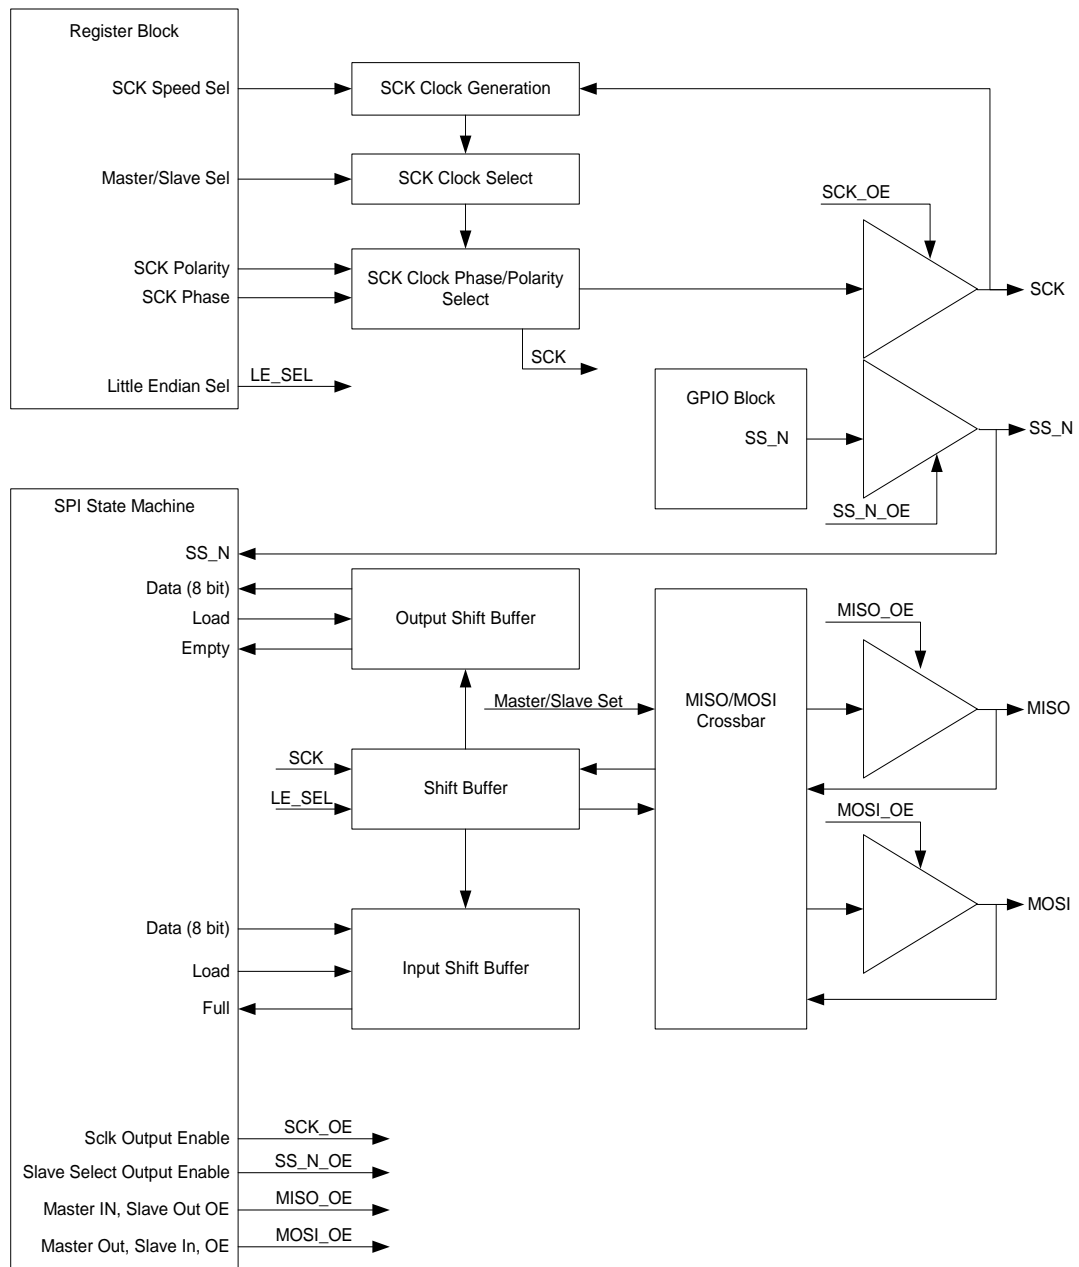 Register Block
SCK Speed Sel
SCK Clock Generation
Master/Slave Sel
SCK Clock Select
SCK_OE
SCK Polarity
SCK Phase
SCK Clock Phase/Polarity
Select
SCK
SCK
Little Endian Sel
LE_SEL
GPIO Block
SS_N
SS_N
SS_N_OE
SPI State Machine
SS_N
Data (8 bit)
Load
Empty
Output Shift Buffer
MISO_OE
Master/Slave Set
MISO/MOSI
Crossbar
MISO
SCK
LE_SEL
Shift Buffer
MOSI_OE
MOSI
Data (8 bit)
Load
Full
Input Shift Buffer
Sclk Output Enable
SCK_OE
Slave Select Output Enable
SS_N_OE
Master IN, Slave Out OE
MISO_OE
Master Out, Slave In, OE
MOSI_OE